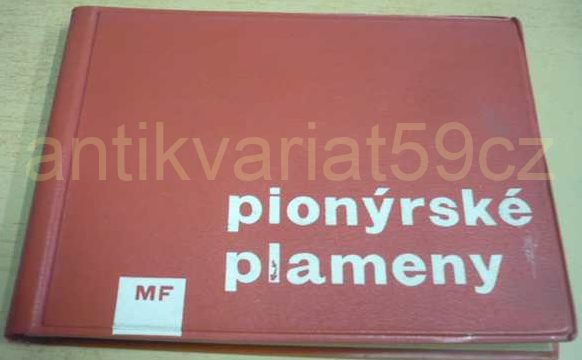 antikvariat59cz
pionýrské
plameny
MF